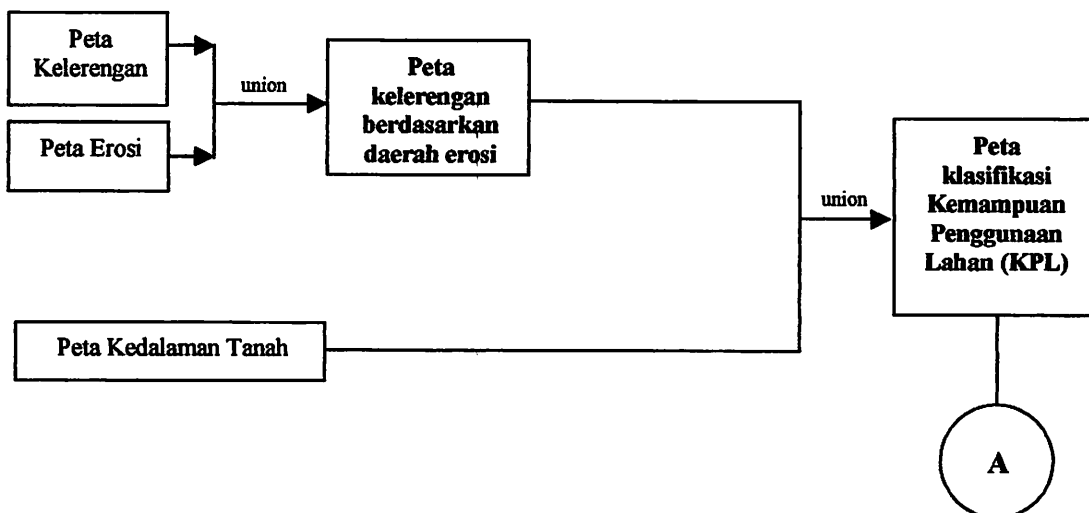 Peta
Kelerengan
union
Peta Erosi
Peta
kelerengan
berdasarkan
daerah erosi
union
Peta
klasifikasi
Kemampuan
Penggunaan
Lahan (KPL)
Peta Kedalaman Tanah
A